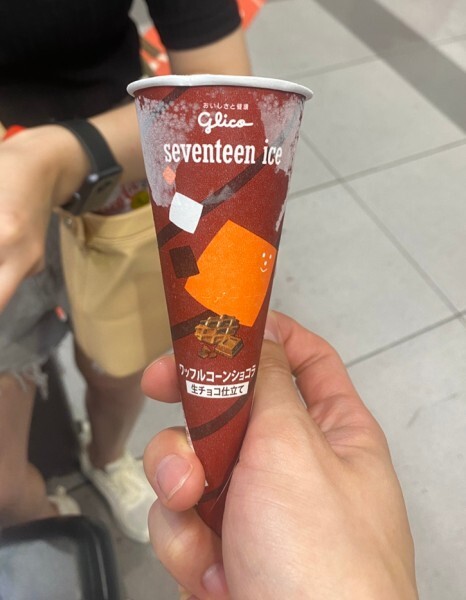 おいしさと健康
Glico
seventeen ice
ワッフルコーンショコラ
生チョコ仕立て